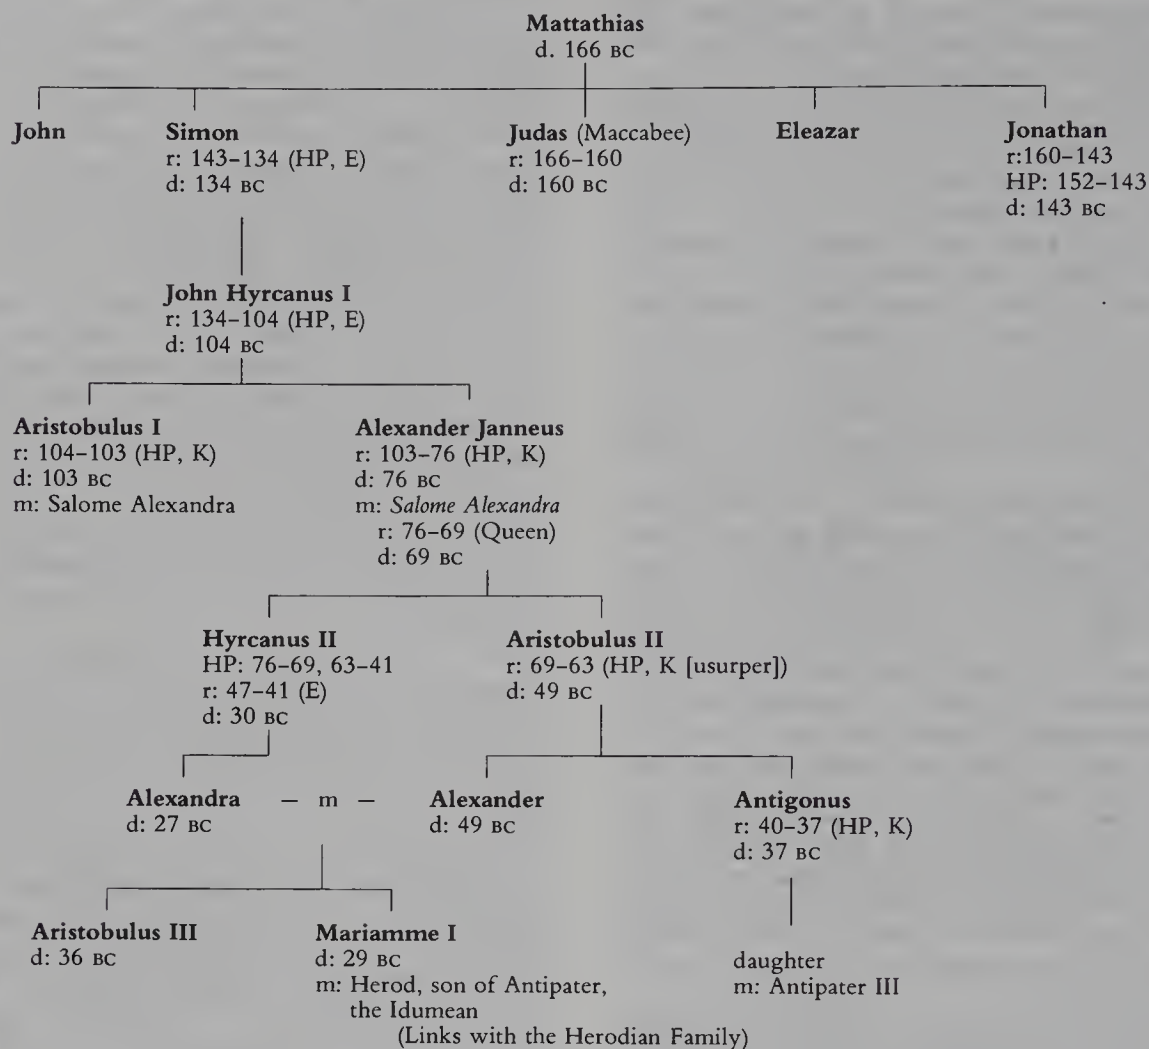 Mattathias
d. 166 BC
John
Simon
r: 143–134 (HP, E)
d: 134 BC
Judas (Maccabee)
r: 166–160
d: 160 BC
Eleazar
Jonathan
r:160–143
HP: 152–143
d: 143 BC
John Hyrcanus I
r: 134–104 (HP, E)
d: 104 BC
Aristobulus I
r: 104–103 (HP, K)
d: 103 BC
m: Salome Alexandra
Alexander Janneus
r: 103–76 (HP, K)
d: 76 BC
m: Salome Alexandra
r: 76–69 (Queen)
d: 69 BC
Hyrcanus II
HP: 76–69, 63–41
r: 47–41 (E)
d: 30 BC
Aristobulus II
r: 69–63 (HP, K [usurper])
d: 49 BC
Alexandra
d: 27 BC
– m –
Alexander
d: 49 BC
Antigonus
r: 40–37 (HP, K)
d: 37 BC
Aristobulus III
d: 36 BC
Mariamme I
d: 29 BC
m: Herod, son of Antipater,
the Idumean
(Links with the Herodian Family)
daughter
m: Antipater III